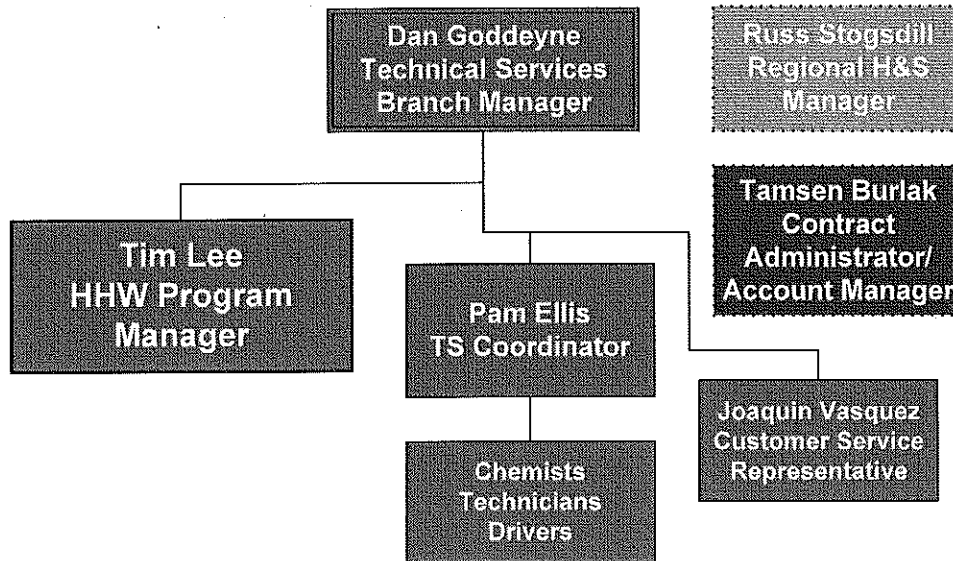 Dan Goddeyne
Technical Services
Branch Manager
Russ Stogsdill
Regional H&S
Manager
Tamsen Burlak
Contract
Administrator/
Account Manager
Tim Lee
HHW Program
Manager
Pam Ellis
TS Coordinator
Joaquin Vasquez
Customer Service
Representative
Chemists
Technicians
Drivers